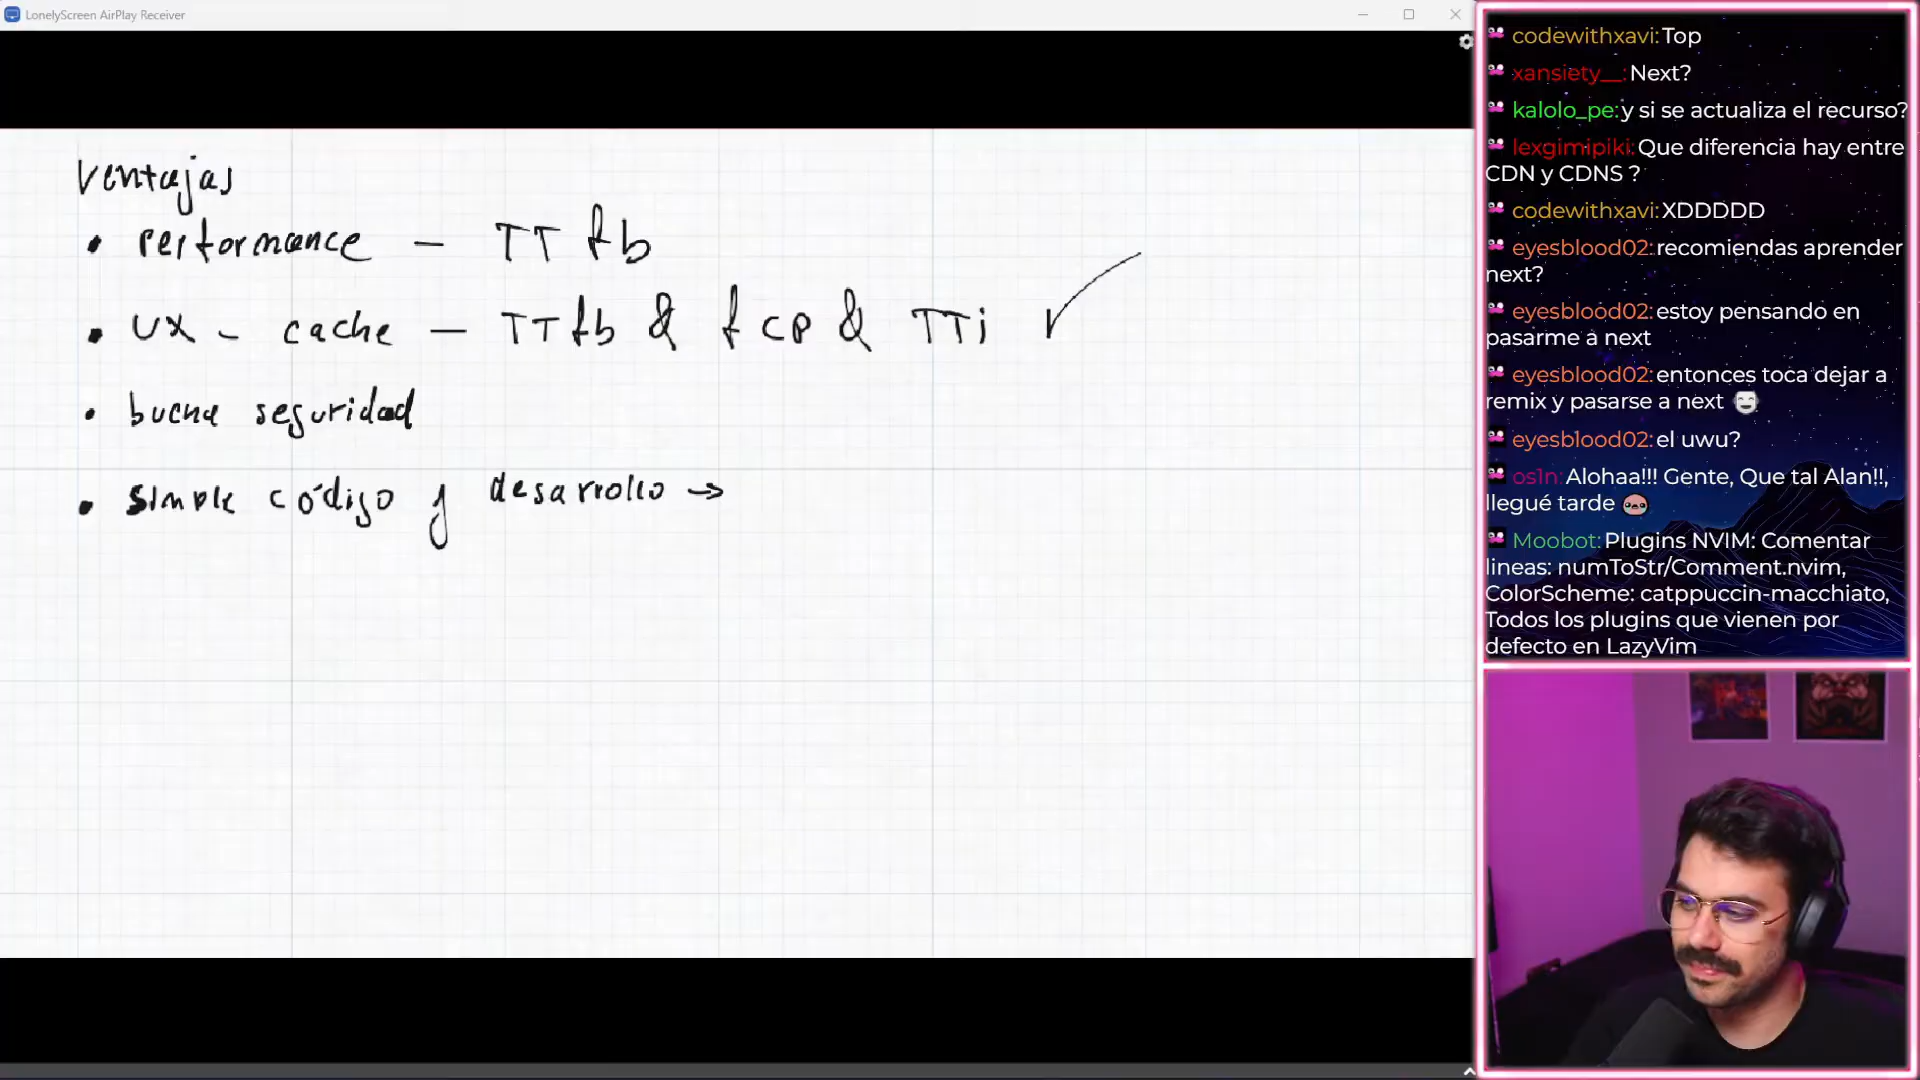 LonelyScreen AirPlay Receiver
Ventajas
• performance — TTfb
• UX - cache — TTfb & fcp & TTi ✓
• buena seguridad
• simple código y desarrollo →
codewithxavi: Top
xansiety__: Next?
kalolo_pe: y si se actualiza el recurso?
lexgimipiki: Que diferencia hay entre
CDN y CDNS ?
codewithxavi: XDDDDD
eyesblood02: recomiendas aprender
next?
eyesblood02: estoy pensando en
pasarme a next
eyesblood02: entonces toca dejar a
remix y pasarse a next
eyesblood02: el uwu?
os1n: Alohaa!!! Gente, Que tal Alan!!,
llegué tarde
Moobot: Plugins NVIM: Comentar
lineas: numToStr/Comment.nvim,
ColorScheme: catppuccin-macchiato,
Todos los plugins que vienen por
defecto en LazyVim